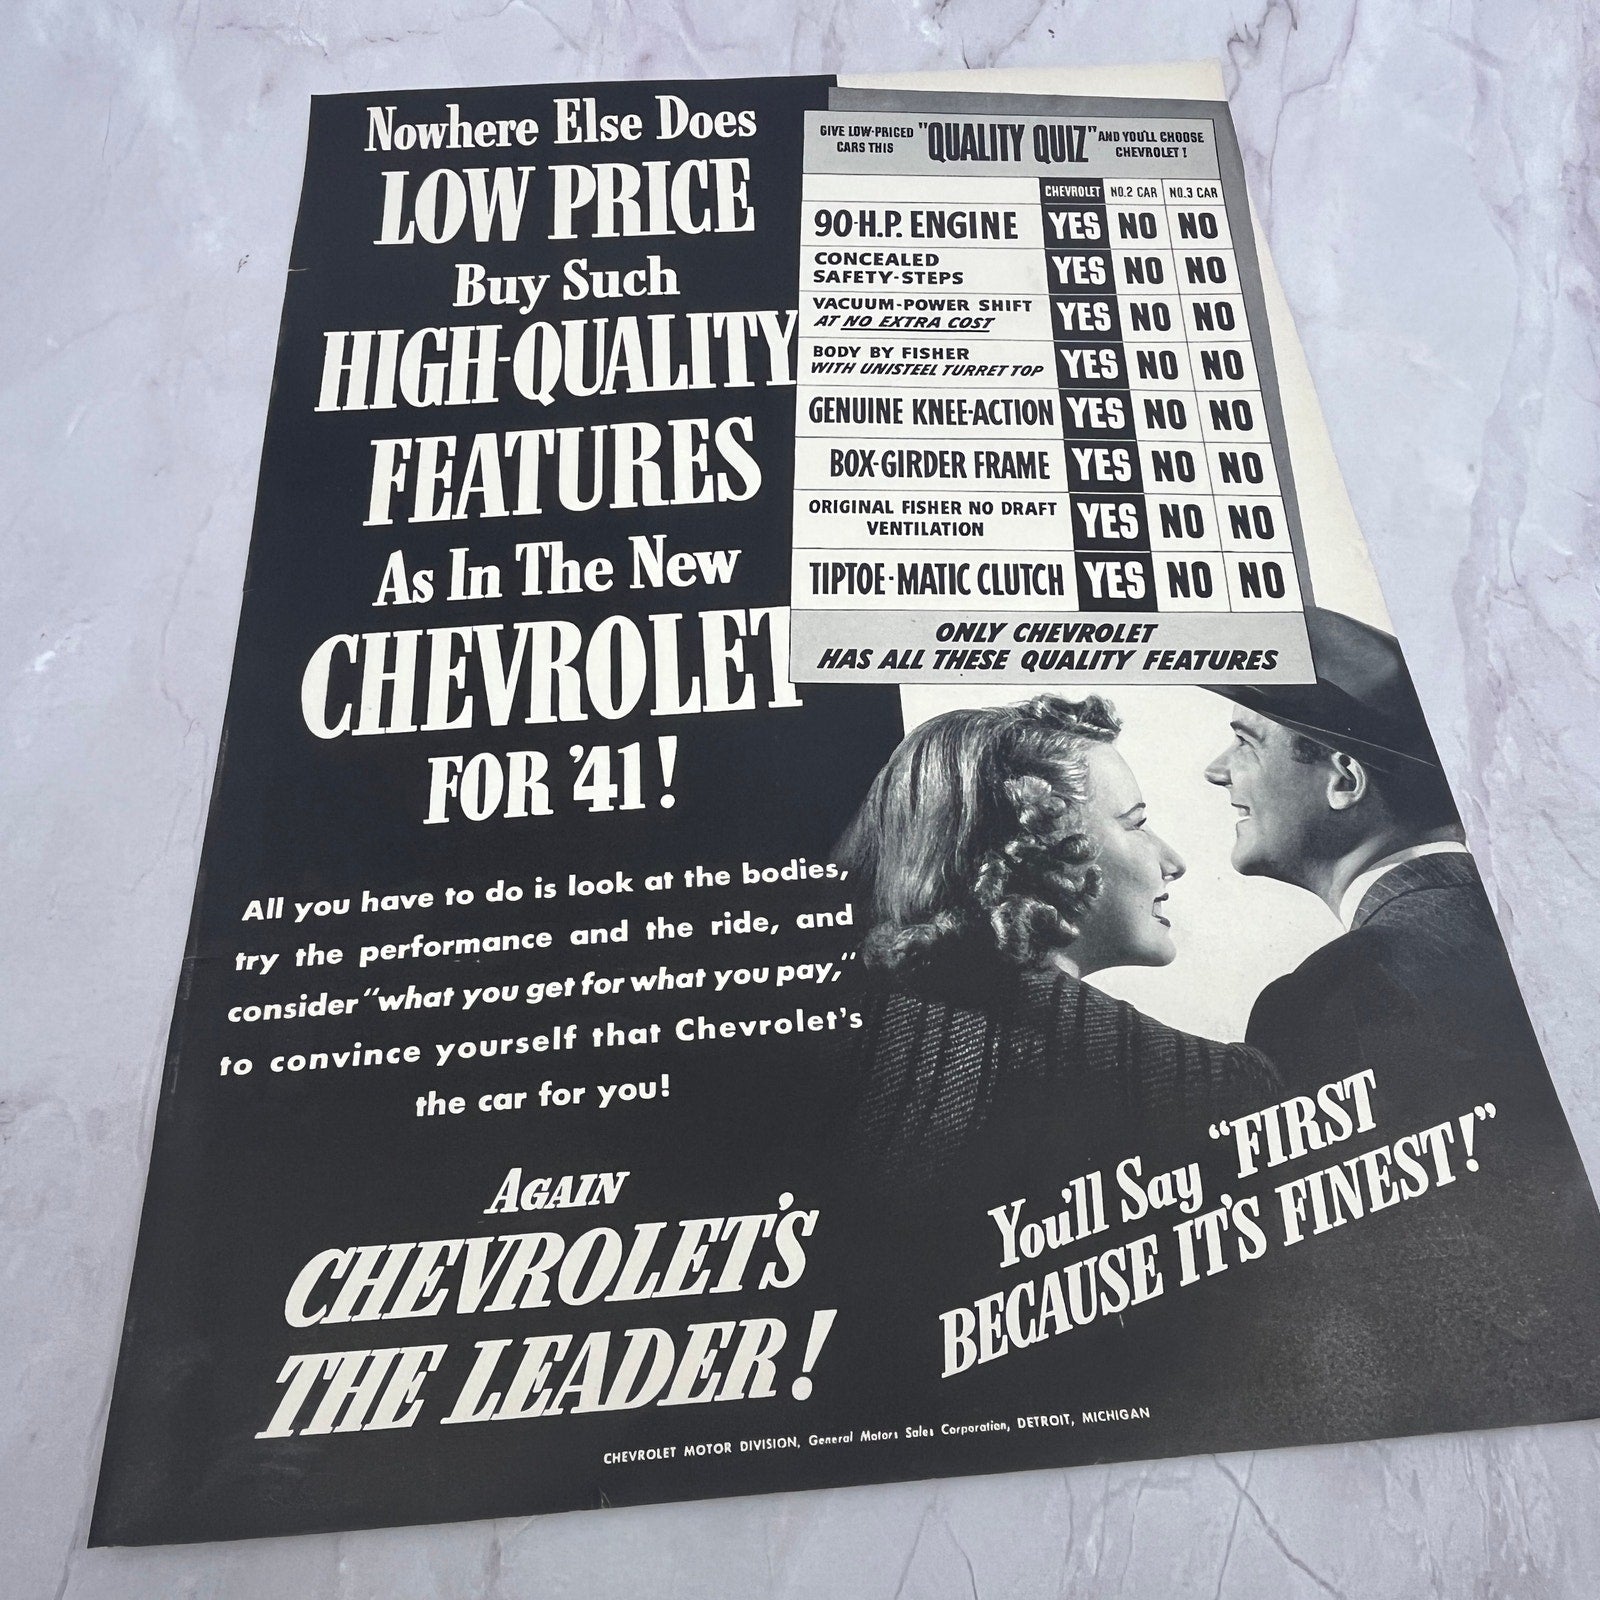 Nowhere Else Does
LOW PRICE
Buy Such
HIGH-QUALITY
FEATURES
As In The New
CHEVROLET
FOR '41!
All you have to do is look at the bodies,
try the performance and the ride, and
consider "what you get for what you pay,"
to convince yourself that Chevrolet's
the car for you!
AGAIN
CHEVROLET'S
THE LEADER!
GIVE LOW-PRICED CARS THIS "QUALITY QUIZ" AND YOU'LL CHOOSE CHEVROLET!
CHEVROLET NO.2 CAR NO.3 CAR
90-H.P. ENGINE YES NO NO
CONCEALED
SAFETY-STEPS YES NO NO
VACUUM-POWER SHIFT
AT NO EXTRA COST YES NO NO
BODY BY FISHER
WITH UNISTEEL TURRET TOP YES NO NO
GENUINE KNEE-ACTION YES NO NO
BOX-GIRDER FRAME YES NO NO
ORIGINAL FISHER NO DRAFT
VENTILATION YES NO NO
TIPTOE-MATIC CLUTCH YES NO NO
ONLY CHEVROLET
HAS ALL THESE QUALITY FEATURES
You'll Say "FIRST
BECAUSE IT'S FINEST!"
CHEVROLET MOTOR DIVISION, General Motors Sales Corporation, DETROIT, MICHIGAN